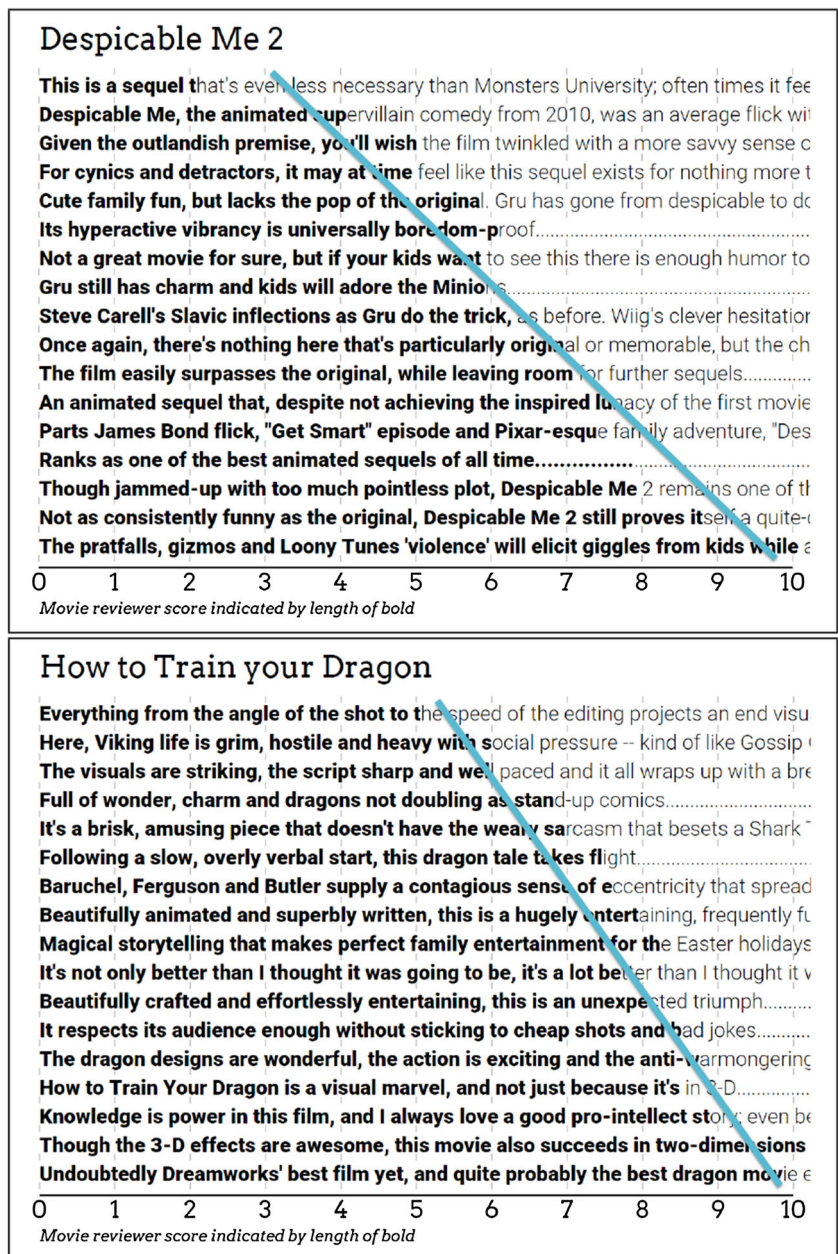 Despicable Me 2
This is a sequel that's even less necessary than Monsters University; often times it fee
Despicable Me, the animated supervillain comedy from 2010, was an average flick wit
Given the outlandish premise, you'll wish the film twinkled with a more savvy sense o
For cynics and detractors, it may at time feel like this sequel exists for nothing more t
Cute family fun, but lacks the pop of the original. Gru has gone from despicable to do
Its hyperactive vibrancy is universally boredom-proof....................................................
Not a great movie for sure, but if your kids want to see this there is enough humor to
Gru still has charm and kids will adore the Minions..........................................................
Steve Carell's Slavic inflections as Gru do the trick, as before. Wiig's clever hesitation
Once again, there's nothing here that's particularly original or memorable, but the ch
The film easily surpasses the original, while leaving room for further sequels.............
An animated sequel that, despite not achieving the inspired lunacy of the first movie
Parts James Bond flick, "Get Smart" episode and Pixar-esque family adventure, "Des
Ranks as one of the best animated sequels of all time...................................................
Though jammed-up with too much pointless plot, Despicable Me 2 remains one of th
Not as consistently funny as the original, Despicable Me 2 still proves itself a quite-
The pratfalls, gizmos and Loony Tunes 'violence' will elicit giggles from kids while a
0 1 2 3 4 5 6 7 8 9 10
Movie reviewer score indicated by length of bold
How to Train your Dragon
Everything from the angle of the shot to the speed of the editing projects an end visu
Here, Viking life is grim, hostile and heavy with social pressure -- kind of like Gossip
The visuals are striking, the script sharp and well paced and it all wraps up with a bre
Full of wonder, charm and dragons not doubling as stand-up comics...........................
It's a brisk, amusing piece that doesn't have the weary sarcasm that besets a Shark T
Following a slow, overly verbal start, this dragon tale takes flight.................................
Baruchel, Ferguson and Butler supply a contagious sense of eccentricity that spread
Beautifully animated and superbly written, this is a hugely entertaining, frequently fu
Magical storytelling that makes perfect family entertainment for the Easter holidays
It's not only better than I thought it was going to be, it's a lot better than I thought it w
Beautifully crafted and effortlessly entertaining, this is an unexpected triumph.........
It respects its audience enough without sticking to cheap shots and bad jokes..........
The dragon designs are wonderful, the action is exciting and the anti-warmongering
How to Train Your Dragon is a visual marvel, and not just because it's in 3-D.............
Knowledge is power in this film, and I always love a good pro-intellect story; even be
Though the 3-D effects are awesome, this movie also succeeds in two-dimensions
Undoubtedly Dreamworks' best film yet, and quite probably the best dragon movie e
0 1 2 3 4 5 6 7 8 9 10
Movie reviewer score indicated by length of bold